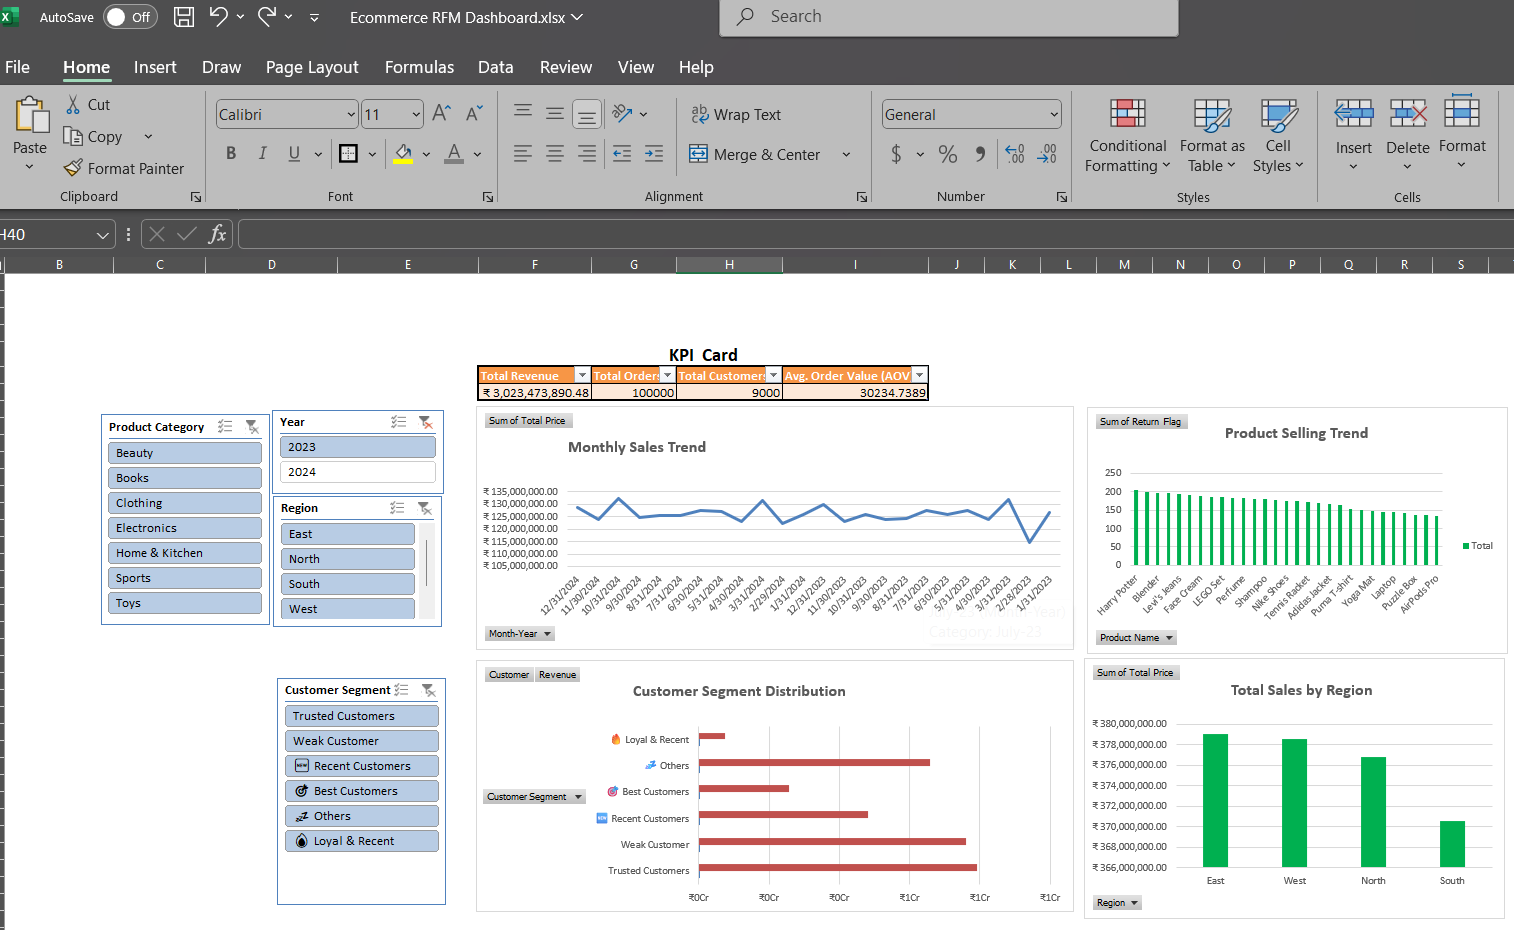 AutoSave Off Ecommerce RFM Dashboard.xlsx Search
File Home Insert Draw Page Layout Formulas Data Review View Help
Paste Cut Copy Format Painter
Calibri 11
B I U A
Wrap Text
Merge & Center
General
$ %
Conditional Formatting
Format as Table
Cell Styles
Insert Delete Format
Clipboard Font Alignment Number Styles Cells
H40 fx
B C D E F G H I J K L M N O P Q R S
KPI Card
Total Revenue Total Order Total Customer Avg. Order Value (AOV
₹ 3,023,473,890.48 100000 9000 30234.7389
Product Category
Beauty
Books
Clothing
Electronics
Home & Kitchen
Sports
Toys
Year
2023
2024
Region
East
North
South
West
Customer Segment
Trusted Customers
Weak Customer
NEW Recent Customers
Best Customers
Others
Loyal & Recent
Sum of Total Price
Monthly Sales Trend
₹ 135,000,000.00
₹ 130,000,000.00
₹ 125,000,000.00
₹ 120,000,000.00
₹ 115,000,000.00
₹ 110,000,000.00
₹ 105,000,000.00
12/31/2024 11/30/2024 10/31/2024 9/30/2024 8/31/2024 7/31/2024 6/30/2024 5/31/2024 4/30/2024 3/31/2024 2/29/2024 1/31/2024 12/31/2023 11/30/2023 10/31/2023 9/30/2023 8/31/2023 7/31/2023 6/30/2023 5/31/2023 4/30/2023 3/31/2023 2/28/2023 1/31/2023
Category: July-23
Month-Year
Sum of Return Flag
Product Selling Trend
250
200
150
100
50
0
Total
Harry Potter Blender Levi's Jeans Face Cream LEGO Set Perfume Shampoo Nike Shoes Tennis Racket Adidas Jacket Puma T-shirt Yoga Mat Laptop Puzzle Box AirPods Pro
Product Name
Customer Revenue
Customer Segment Distribution
Loyal & Recent
Others
Best Customers
NEW Recent Customers
Weak Customer
Trusted Customers
Customer Segment
₹0Cr ₹0Cr ₹0Cr ₹1Cr ₹1Cr ₹1Cr
Sum of Total Price
Total Sales by Region
₹ 380,000,000.00
₹ 378,000,000.00
₹ 376,000,000.00
₹ 374,000,000.00
₹ 372,000,000.00
₹ 370,000,000.00
₹ 368,000,000.00
₹ 366,000,000.00
East West North South
Region